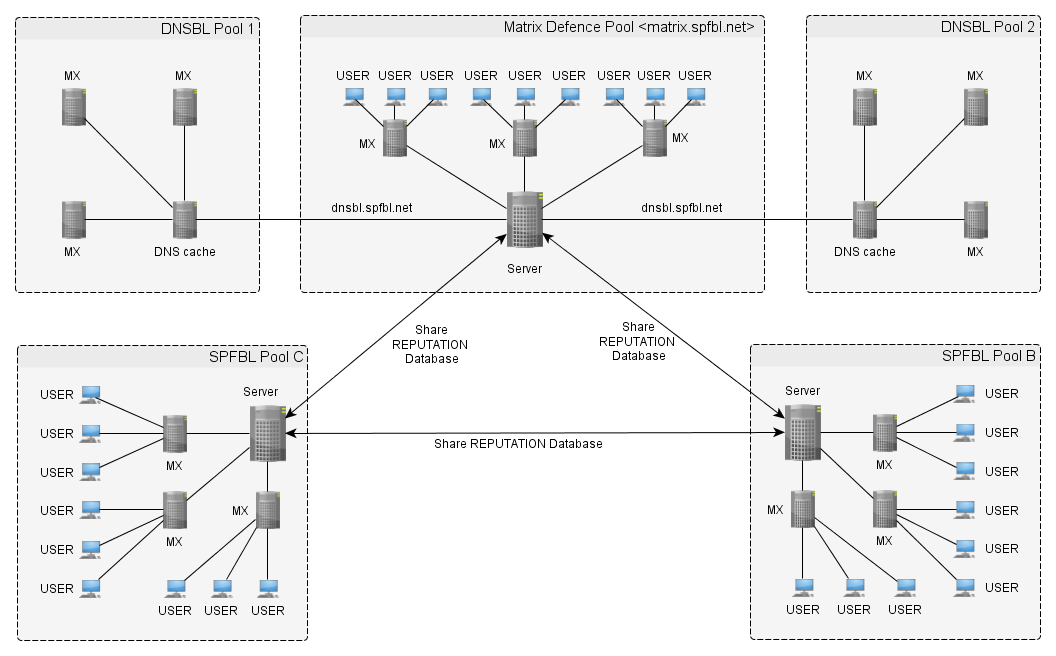 DNSBL Pool 1
MX
MX
MX
DNS cache
Matrix Defence Pool <matrix.spfbl.net>
USER
USER
USER
USER
USER
USER
USER
USER
USER
MX
MX
MX
dnsbl.spfbl.net
dnsbl.spfbl.net
Server
DNSBL Pool 2
MX
MX
DNS cache
MX
Share
REPUTATION
Database
Share
REPUTATION
Database
SPFBL Pool C
Server
USER
USER
USER
USER
USER
USER
MX
MX
MX
USER
USER
USER
Share REPUTATION Database
SPFBL Pool B
Server
USER
USER
USER
USER
USER
USER
MX
MX
MX
USER
USER
USER